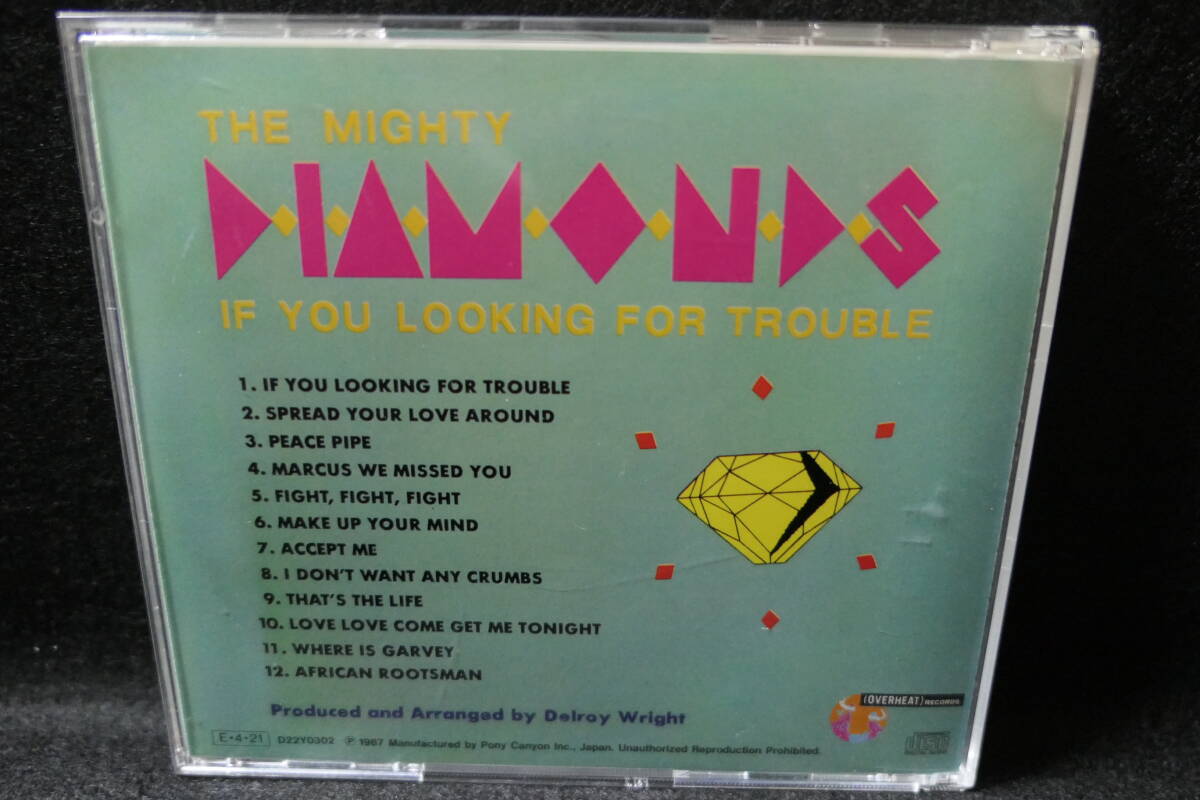 THE MIGHTY
DIAMONDS
IF YOU LOOKING FOR TROUBLE
1. IF YOU LOOKING FOR TROUBLE
2. SPREAD YOUR LOVE AROUND
3. PEACE PIPE
4. MARCUS WE MISSED YOU
5. FIGHT, FIGHT, FIGHT
6. MAKE UP YOUR MIND
7. ACCEPT ME
8. I DON'T WANT ANY CRUMBS
9. THAT'S THE LIFE
10. LOVE LOVE COME GET ME TONIGHT
11. WHERE IS GARVEY
12. AFRICAN ROOTSMAN
Produced and Arranged by Delroy Wright
(OVERHEAT) RECORDS
E•4•21 D22Y0302 ℗ 1987 Manufactured by Pony Canyon Inc., Japan. Unauthorized Reproduction Prohibited.
disc